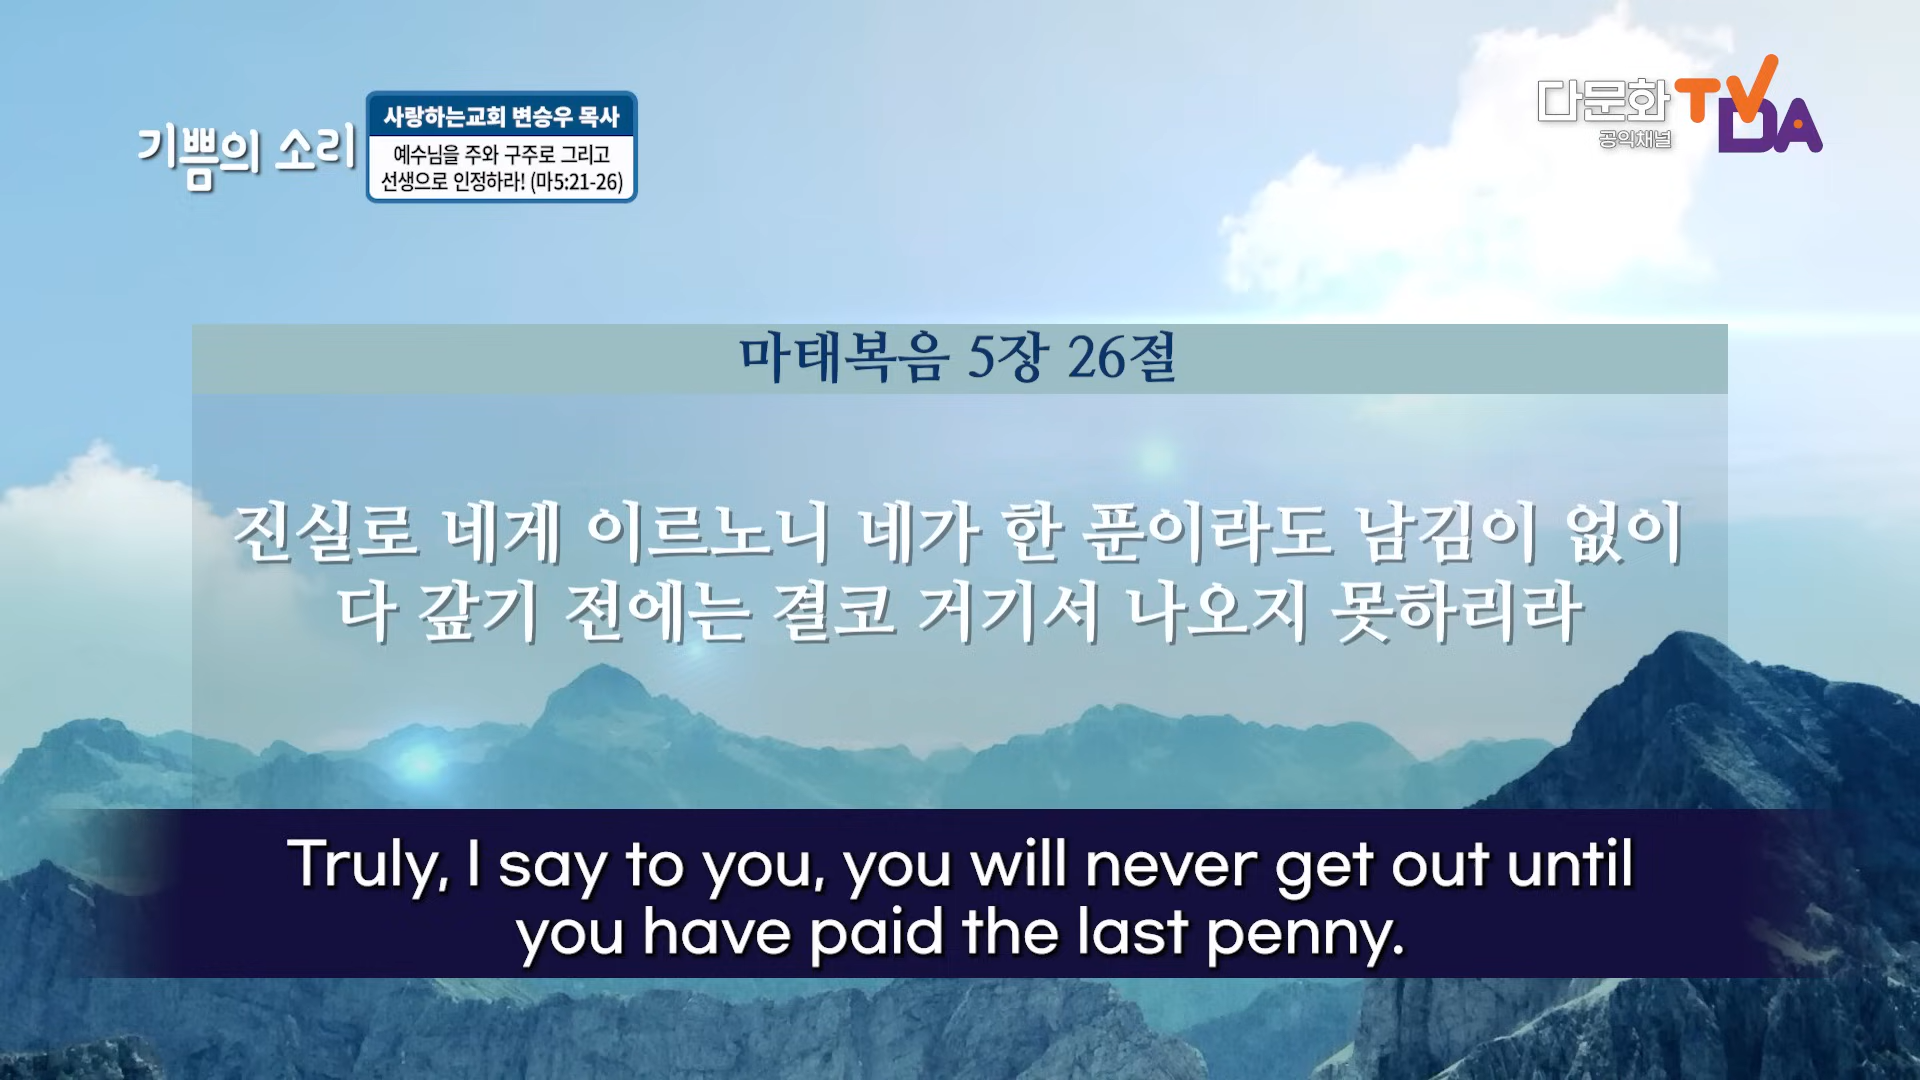 기쁨의 소리
사랑하는교회 변승우 목사
예수님을 주와 구주로 그리고
선생으로 인정하라! (마5:21-26)
다문화 TV
공익채널 DA
마태복음 5장 26절
진실로 네게 이르노니 네가 한 푼이라도 남김이 없이
다 갚기 전에는 결코 거기서 나오지 못하리라
Truly, I say to you, you will never get out until
you have paid the last penny.